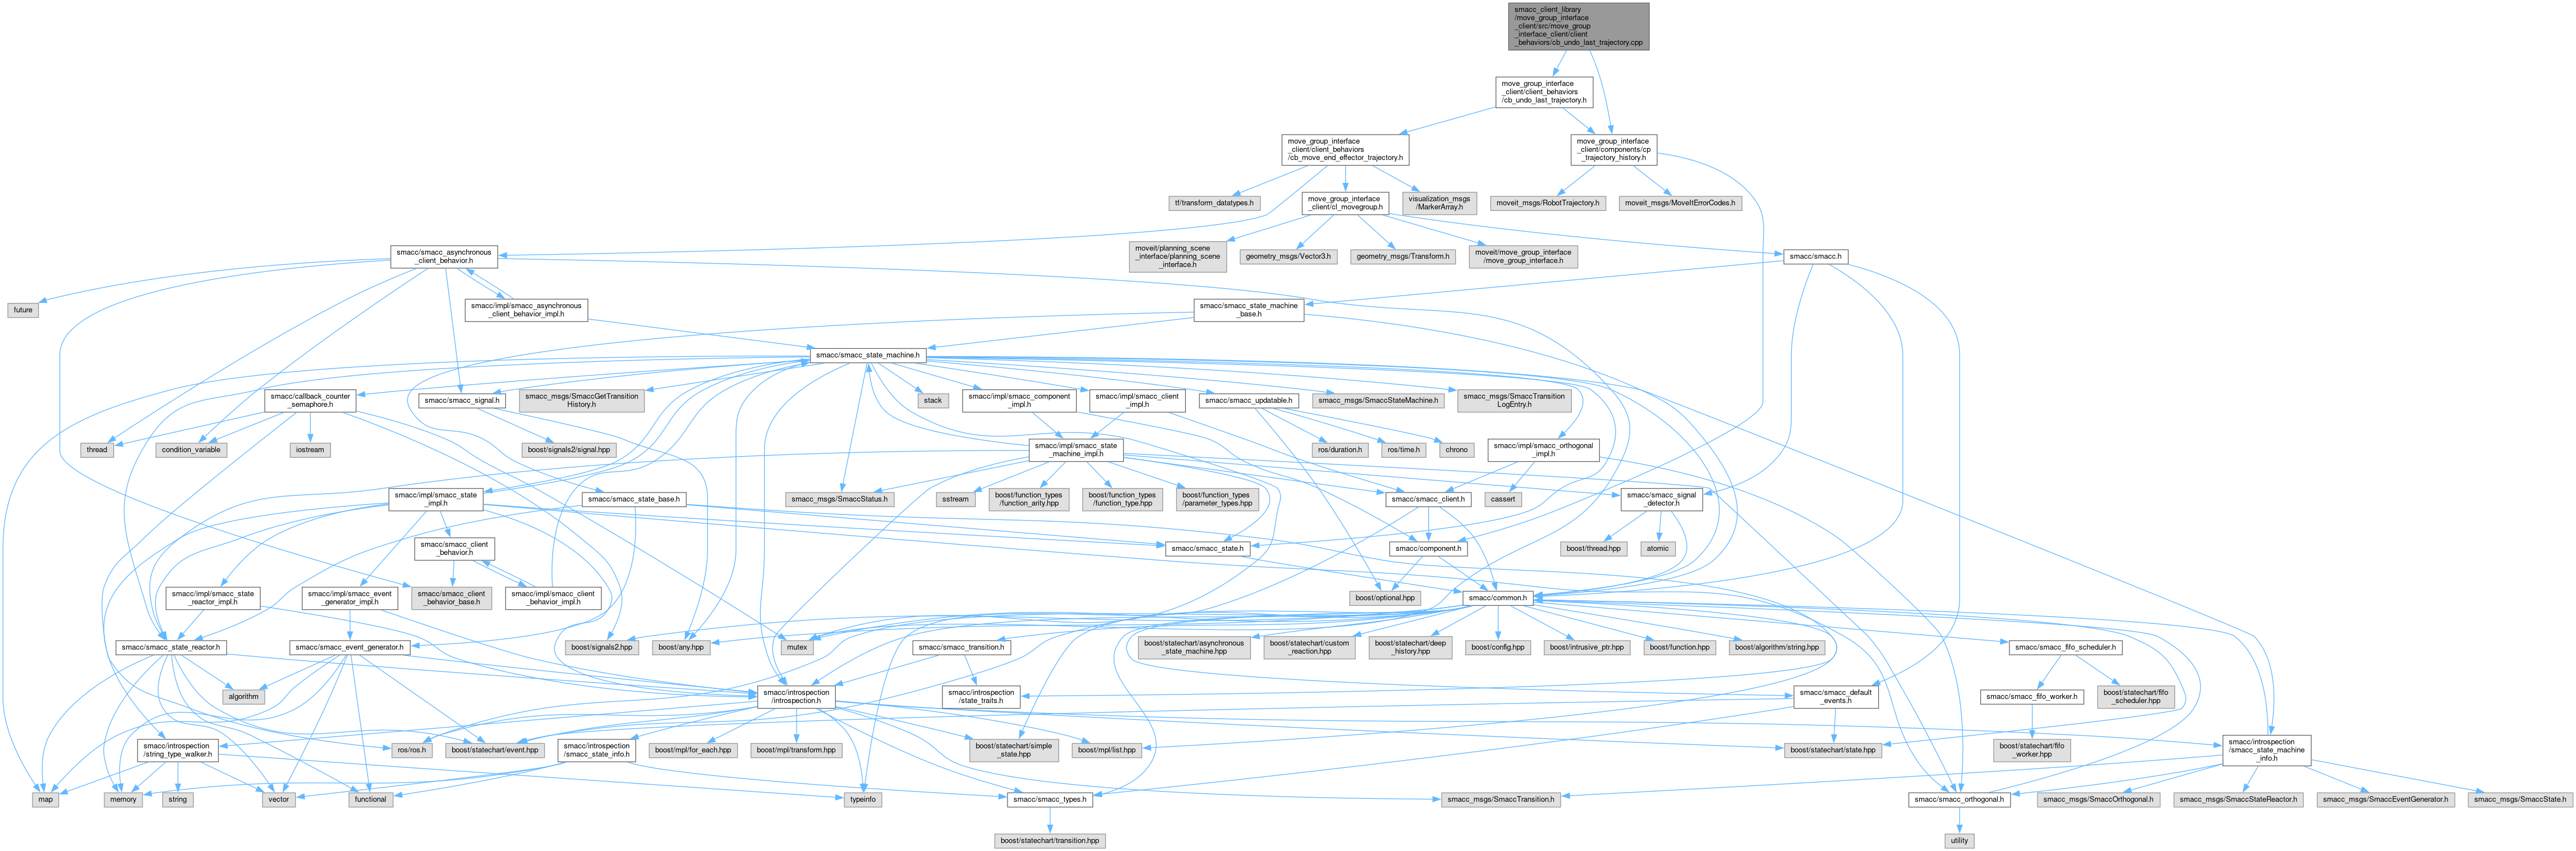 smacc_client_library
/move_group_interface
_client/src/move_group
_interface_client/client
_behaviors/cb_undo_last_trajectory.cpp
move_group_interface
_client/client_behaviors
/cb_undo_last_trajectory.h
move_group_interface
_client/client_behaviors
/cb_move_end_effector_trajectory.h
move_group_interface
_client/components/cp
_trajectory_history.h
tf/transform_datatypes.h
move_group_interface
_client/cl_movegroup.h
visualization_msgs
/MarkerArray.h
moveit_msgs/RobotTrajectory.h
moveit_msgs/MoveItErrorCodes.h
smacc/smacc_asynchronous
_client_behavior.h
moveit/planning_scene
_interface/planning_scene
_interface.h
geometry_msgs/Vector3.h
geometry_msgs/Transform.h
moveit/move_group_interface
/move_group_interface.h
smacc/smacc.h
future
smacc/impl/smacc_asynchronous
_client_behavior_impl.h
smacc/smacc_state_machine
_base.h
smacc/smacc_state_machine.h
smacc/callback_counter
_semaphore.h
smacc/smacc_signal.h
smacc_msgs/SmaccGetTransition
History.h
stack
smacc/impl/smacc_component
_impl.h
smacc/impl/smacc_client
_impl.h
smacc/smacc_updatable.h
smacc_msgs/SmaccStateMachine.h
smacc_msgs/SmaccTransition
LogEntry.h
thread
condition_variable
iostream
boost/signals2/signal.hpp
smacc/impl/smacc_state
_machine_impl.h
ros/duration.h
ros/time.h
chrono
smacc/impl/smacc_orthogonal
_impl.h
smacc/impl/smacc_state
_impl.h
smacc/smacc_state_base.h
smacc_msgs/SmaccStatus.h
sstream
boost/function_types
/function_arity.hpp
boost/function_types
/function_type.hpp
boost/function_types
/parameter_types.hpp
smacc/smacc_client.h
cassert
smacc/smacc_signal
_detector.h
smacc/smacc_client
_behavior.h
smacc/smacc_state.h
smacc/component.h
boost/thread.hpp
atomic
smacc/impl/smacc_state
_reactor_impl.h
smacc/impl/smacc_event
_generator_impl.h
smacc/smacc_client
_behavior_base.h
smacc/impl/smacc_client
_behavior_impl.h
boost/optional.hpp
smacc/common.h
smacc/smacc_state_reactor.h
smacc/smacc_event_generator.h
boost/signals2.hpp
boost/any.hpp
mutex
smacc/smacc_transition.h
boost/statechart/asynchronous
_state_machine.hpp
boost/statechart/custom
_reaction.hpp
boost/statechart/deep
_history.hpp
boost/config.hpp
boost/intrusive_ptr.hpp
boost/function.hpp
boost/algorithm/string.hpp
smacc/smacc_fifo_scheduler.h
algorithm
smacc/introspection
/introspection.h
smacc/introspection
/state_traits.h
smacc/smacc_default
_events.h
smacc/smacc_fifo_worker.h
boost/statechart/fifo
_scheduler.hpp
smacc/introspection
/string_type_walker.h
ros/ros.h
boost/statechart/event.hpp
smacc/introspection
/smacc_state_info.h
boost/mpl/for_each.hpp
boost/mpl/transform.hpp
boost/statechart/simple
_state.hpp
boost/mpl/list.hpp
boost/statechart/state.hpp
boost/statechart/fifo
_worker.hpp
smacc/introspection
/smacc_state_machine
_info.h
map
memory
string
vector
functional
typeinfo
smacc/smacc_types.h
smacc_msgs/SmaccTransition.h
smacc/smacc_orthogonal.h
smacc_msgs/SmaccOrthogonal.h
smacc_msgs/SmaccStateReactor.h
smacc_msgs/SmaccEventGenerator.h
smacc_msgs/SmaccState.h
boost/statechart/transition.hpp
utility